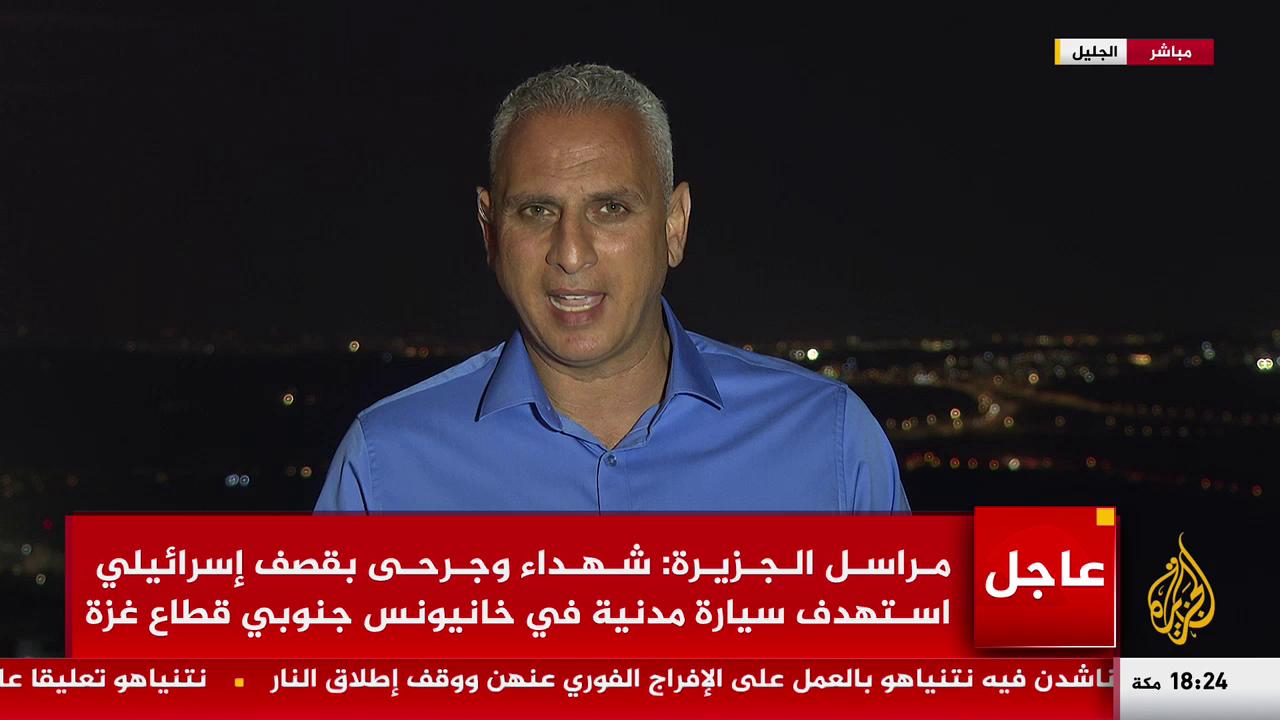 مباشر الجليل
عاجل
مراسل الجزيرة: شهداء وجرحى بقصف إسرائيلي
استهدف سيارة مدنية في خانيونس جنوبي قطاع غزة
الجزيرة
ناشدن فيه نتنياهو بالعمل على الإفراج الفوري عنهن ووقف إطلاق النار ▪ نتنياهو تعليقا
18:24 مكة